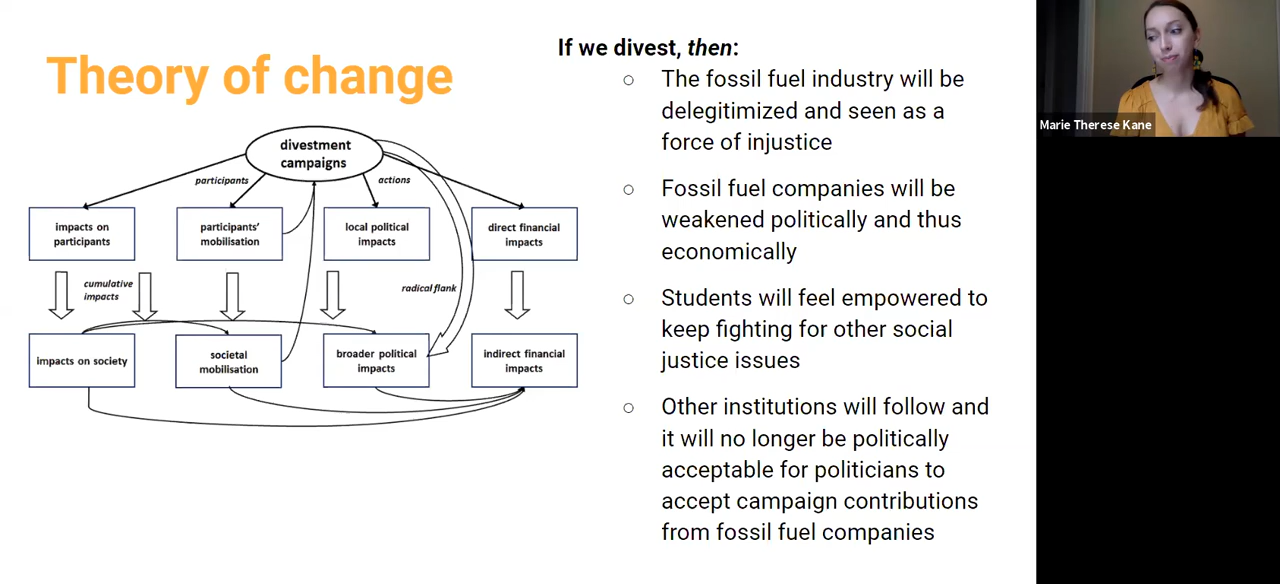 Theory of change
divestment
campaigns
participants
actions
impacts on
participants
participants'
mobilisation
local political
impacts
direct financial
impacts
cumulative
impacts
radical flank
impacts on society
societal
mobilisation
broader political
impacts
indirect financial
impacts
If we divest, then:
○ The fossil fuel industry will be
delegitimized and seen as a
force of injustice
○ Fossil fuel companies will be
weakened politically and thus
economically
○ Students will feel empowered to
keep fighting for other social
justice issues
○ Other institutions will follow and
it will no longer be politically
acceptable for politicians to
accept campaign contributions
from fossil fuel companies
Marie Therese Kane